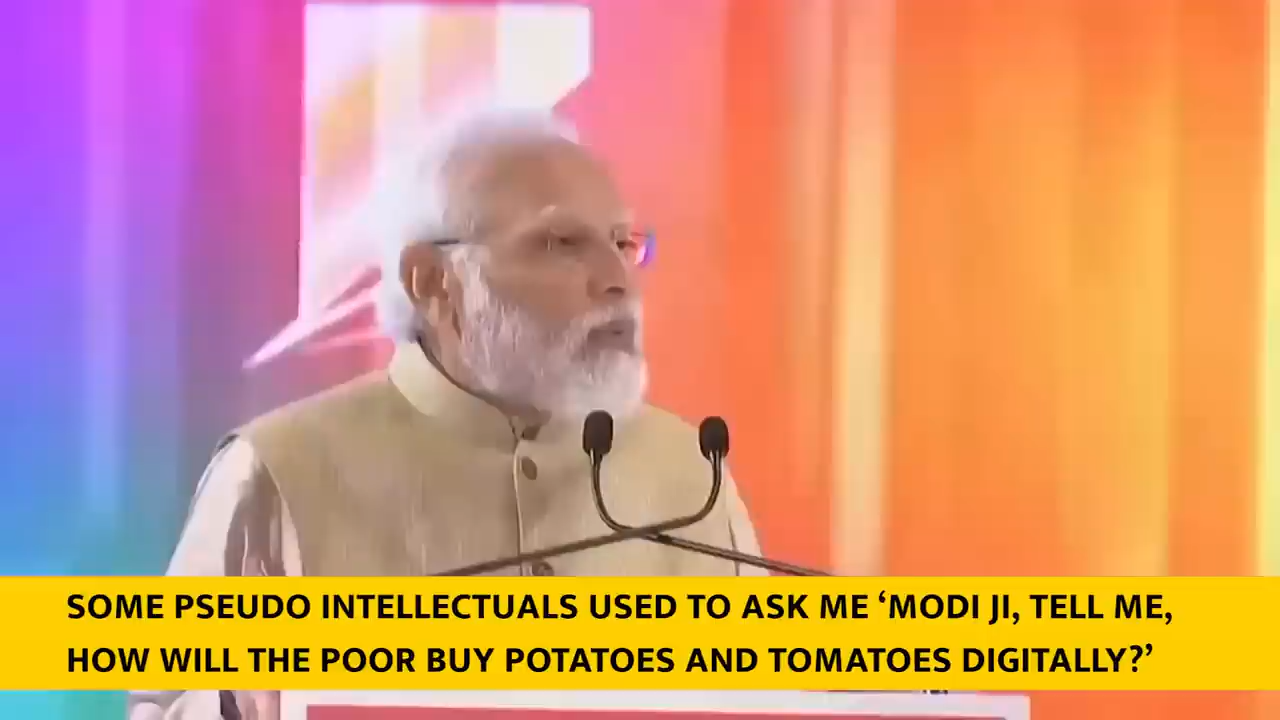 SOME PSEUDO INTELLECTUALS USED TO ASK ME ‘MODI JI, TELL ME,
HOW WILL THE POOR BUY POTATOES AND TOMATOES DIGITALLY?’